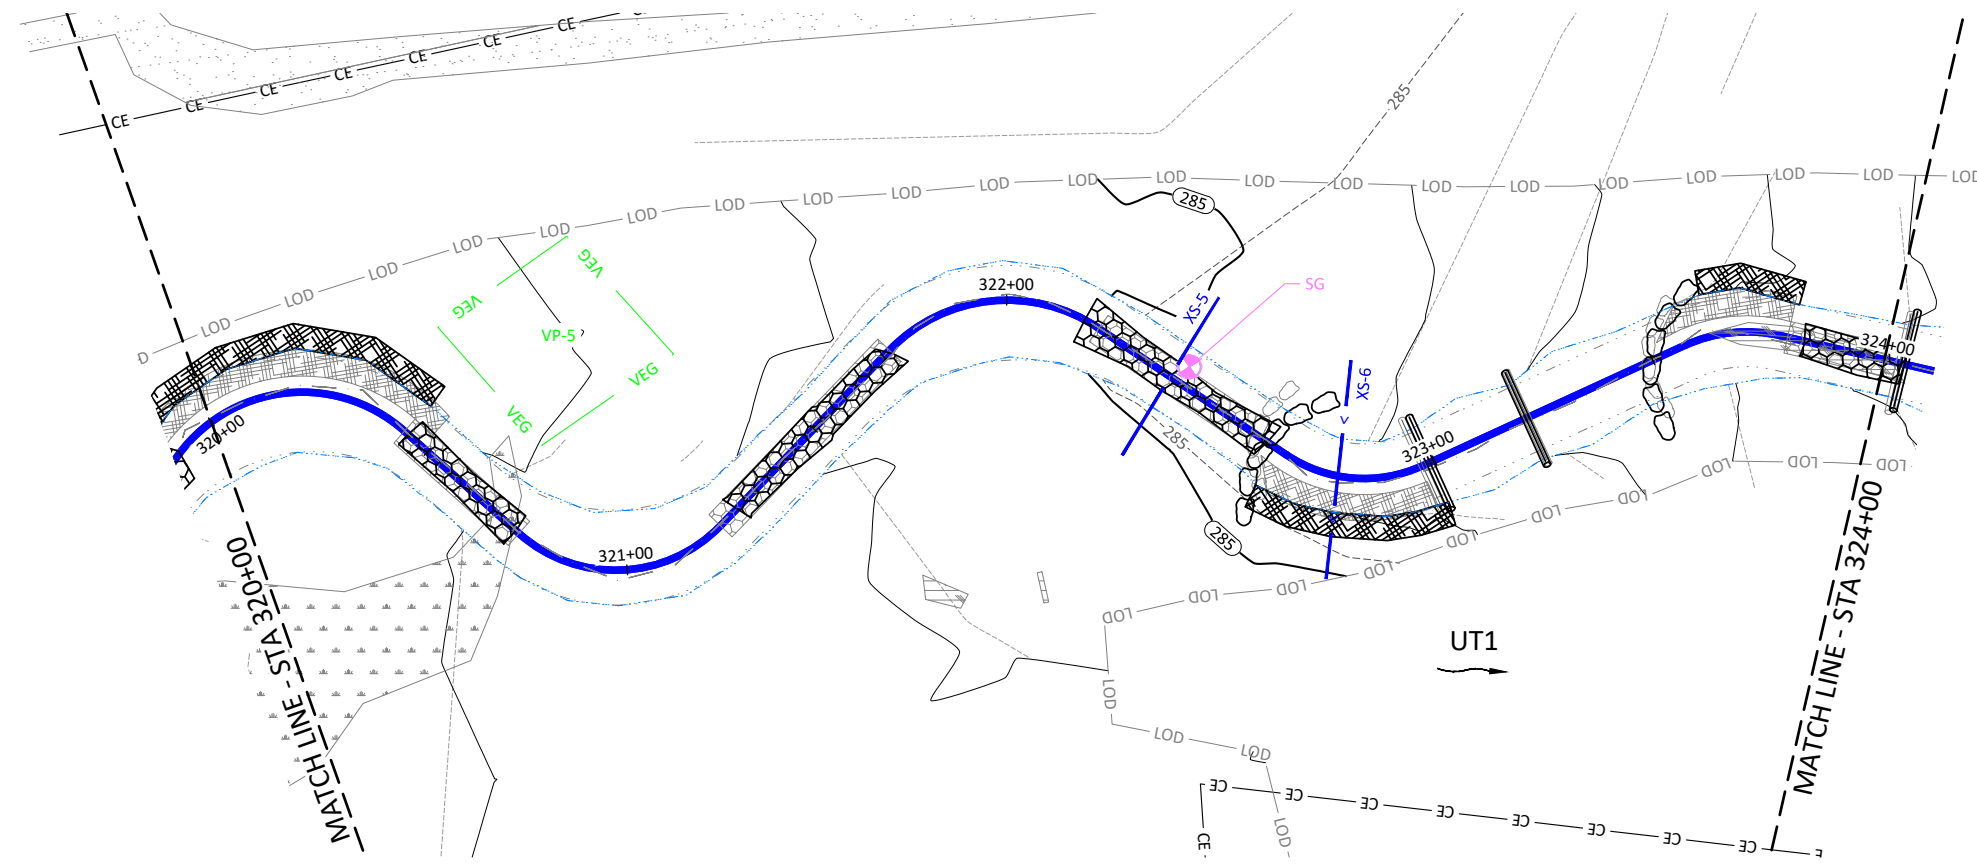 CE CE CE CE CE CE CE CE
285
LOD LOD LOD LOD LOD LOD LOD LOD LOD LOD LOD LOD LOD LOD LOD LOD LOD LOD LOD LOD LOD
D
285
VEG
VEG
VEG
VEG
VP-5
322+00
XS-5
SG
XS-6
320+00
321+00
323+00
324+00
285
285
LOD LOD LOD LOD LOD LOD LOD LOD LOD LOD
LOD
LOD LOD
LOD
UT1
MATCH LINE - STA 320+00
MATCH LINE - STA 324+00
CE CE CE CE CE CE CE CE
CE